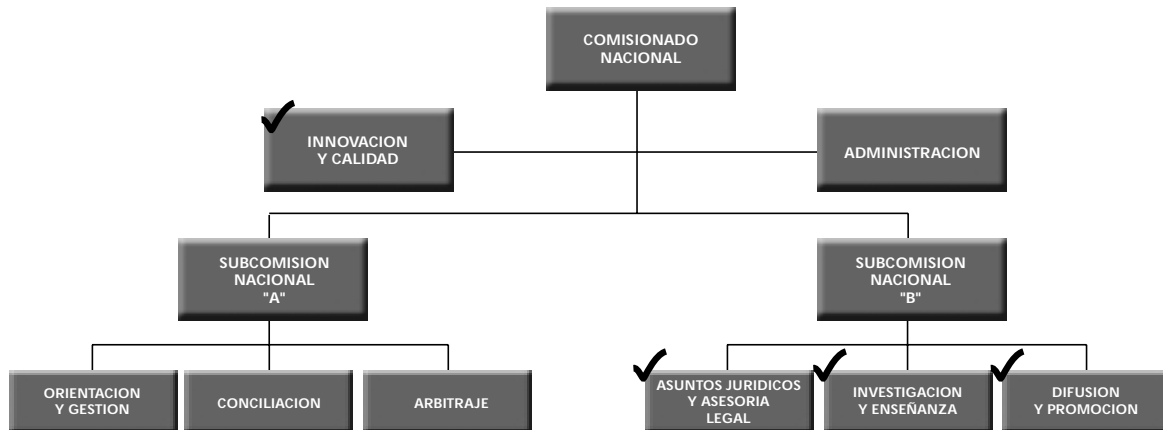 COMISIONADO
NACIONAL
INNOVACION
Y CALIDAD
ADMINISTRACION
SUBCOMISION
NACIONAL
"A"
SUBCOMISION
NACIONAL
"B"
ORIENTACION
Y GESTION
CONCILIACION
ARBITRAJE
ASUNTOS JURIDICOS
Y ASESORIA
LEGAL
INVESTIGACION
Y ENSEÑANZA
DIFUSION
Y PROMOCION